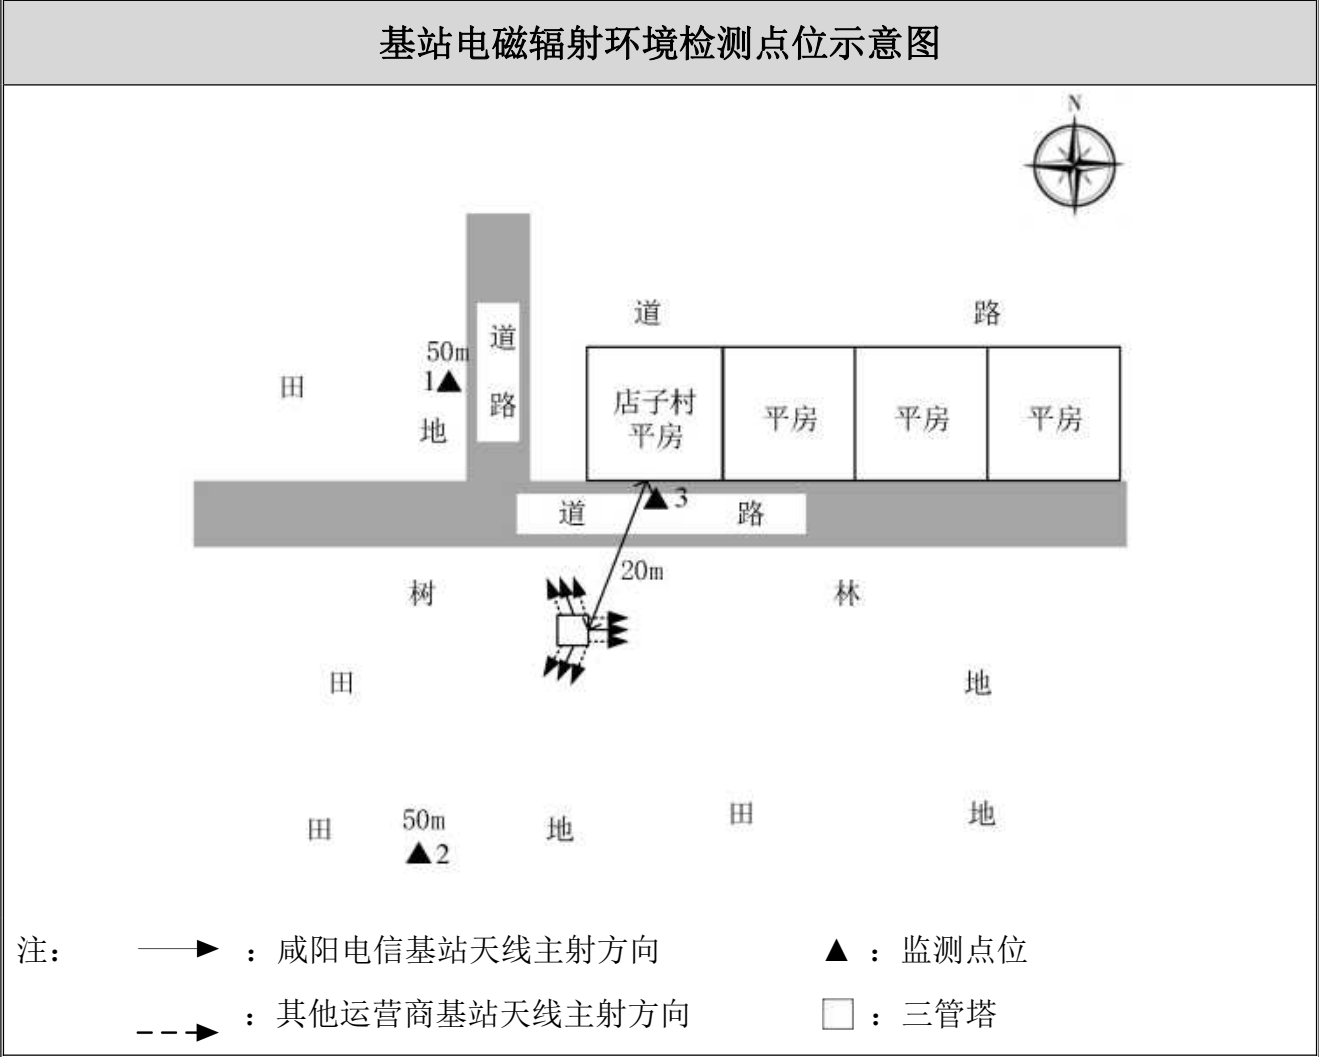 基站电磁辐射环境检测点位示意图
N
道 路
道
路
50m
1▲
田
地
店子村
平房
平房
平房
平房
▲3
道 路
20m
树 林
田 地
田 地
50m
田 地
▲2
注：
：咸阳电信基站天线主射方向
▲：监测点位
：其他运营商基站天线主射方向
：三管塔